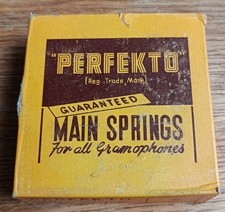 "PERFEKTO"
(Reg. Trade Mark)
GUARANTEED
MAIN SPRINGS
For all Gramophones